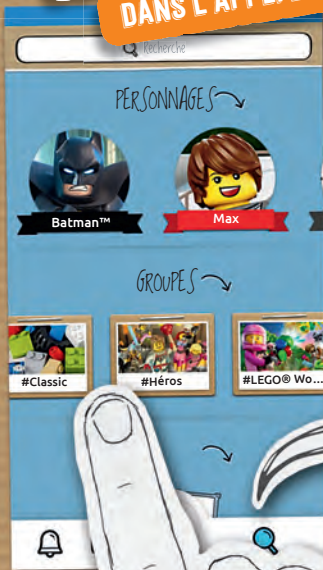 DANS L'APPLI
Recherche
PERSONNAGES
Batman™
Max
GROUPES
#Classic
#Héros
#LEGO® Wo...